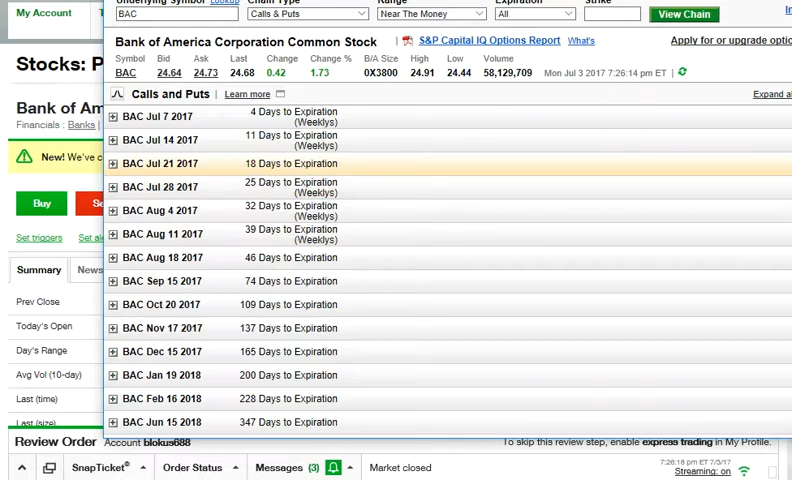 My Account
Underlying Symbol Lookup
Chain Type
Range
Expiration
Strike
BAC
Calls & Puts
Near The Money
All
View Chain
Stocks: P
Bank of America Corporation Common Stock | S&P Capital IQ Options Report What's
Apply for or upgrade optio
Symbol Bid Ask Last Change Change % B/A Size High Low Volume
BAC 24.64 24.73 24.68 0.42 1.73 0X3800 24.91 24.44 58,129,709 Mon Jul 3 2017 7:26:14 pm ET
Calls and Puts | Learn more
Expand al
Bank of Am
Financials : Banks |
New! We've c
Buy
Se
Set triggers
Set ale
Summary
News
Prev Close
Today's Open
Day's Range
Avg Vol (10-day)
Last (time)
Last (size)
BAC Jul 7 2017 4 Days to Expiration
(Weeklys)
BAC Jul 14 2017 11 Days to Expiration
(Weeklys)
BAC Jul 21 2017 18 Days to Expiration
BAC Jul 28 2017 25 Days to Expiration
(Weeklys)
BAC Aug 4 2017 32 Days to Expiration
(Weeklys)
BAC Aug 11 2017 39 Days to Expiration
(Weeklys)
BAC Aug 18 2017 46 Days to Expiration
BAC Sep 15 2017 74 Days to Expiration
BAC Oct 20 2017 109 Days to Expiration
BAC Nov 17 2017 137 Days to Expiration
BAC Dec 15 2017 165 Days to Expiration
BAC Jan 19 2018 200 Days to Expiration
BAC Feb 16 2018 228 Days to Expiration
BAC Jun 15 2018 347 Days to Expiration
Review Order Account blokus688
To skip this review step, enable express trading in My Profile.
SnapTicket®
Order Status
Messages (3)
Market closed
7:26:16 pm ET 7/3/17
Streaming: on